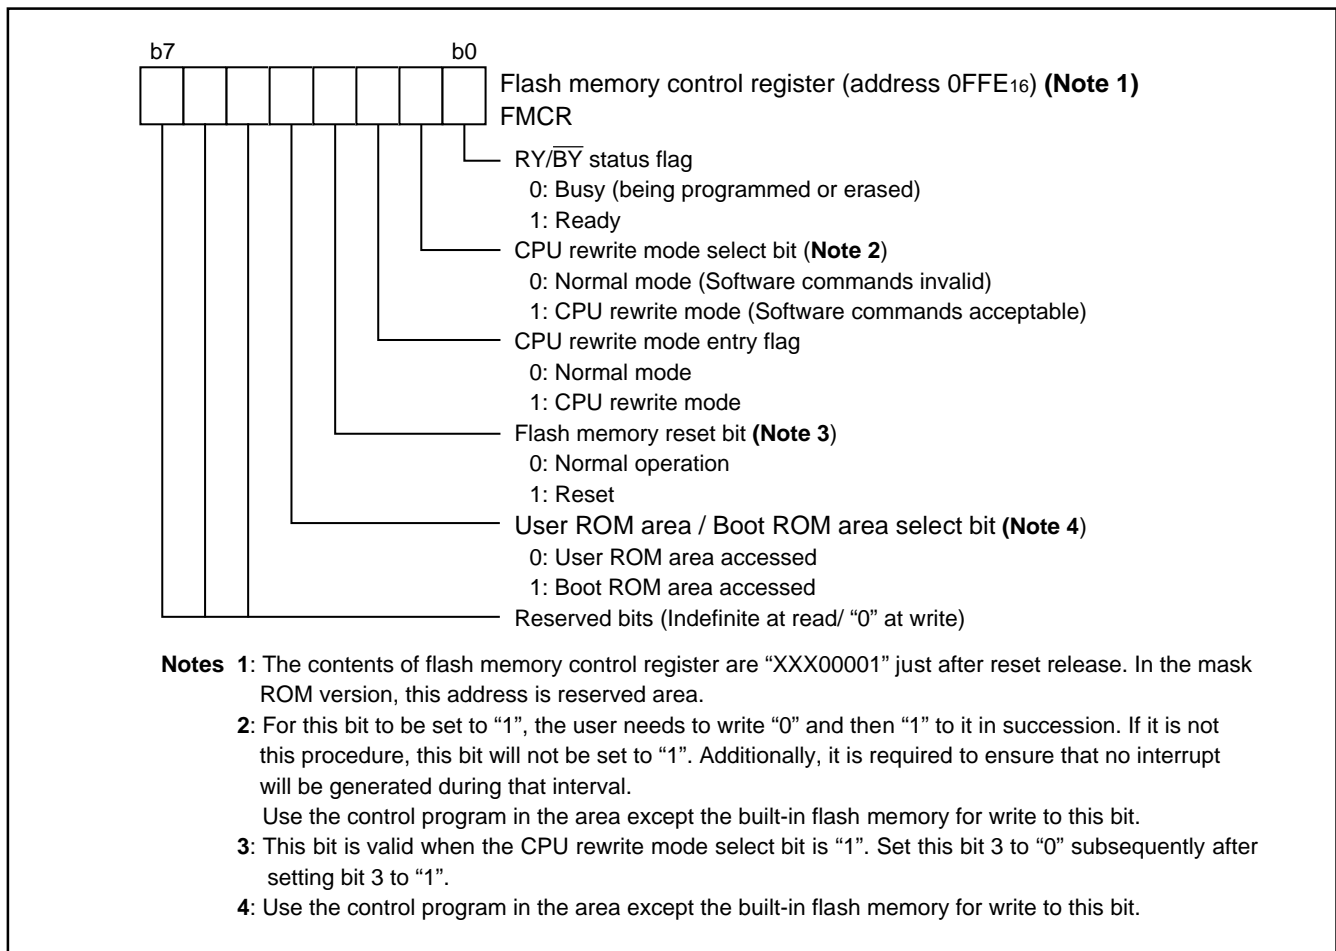 b7 b0
Flash memory control register (address 0FFE16) (Note 1)
FMCR
RY/B̅Y̅ status flag
0: Busy (being programmed or erased)
1: Ready
CPU rewrite mode select bit (Note 2)
0: Normal mode (Software commands invalid)
1: CPU rewrite mode (Software commands acceptable)
CPU rewrite mode entry flag
0: Normal mode
1: CPU rewrite mode
Flash memory reset bit (Note 3)
0: Normal operation
1: Reset
User ROM area / Boot ROM area select bit (Note 4)
0: User ROM area accessed
1: Boot ROM area accessed
Reserved bits (Indefinite at read/ “0” at write)
Notes 1: The contents of flash memory control register are “XXX00001” just after reset release. In the mask
ROM version, this address is reserved area.
2: For this bit to be set to “1”, the user needs to write “0” and then “1” to it in succession. If it is not
this procedure, this bit will not be set to “1”. Additionally, it is required to ensure that no interrupt
will be generated during that interval.
Use the control program in the area except the built-in flash memory for write to this bit.
3: This bit is valid when the CPU rewrite mode select bit is “1”. Set this bit 3 to “0” subsequently after
setting bit 3 to “1”.
4: Use the control program in the area except the built-in flash memory for write to this bit.